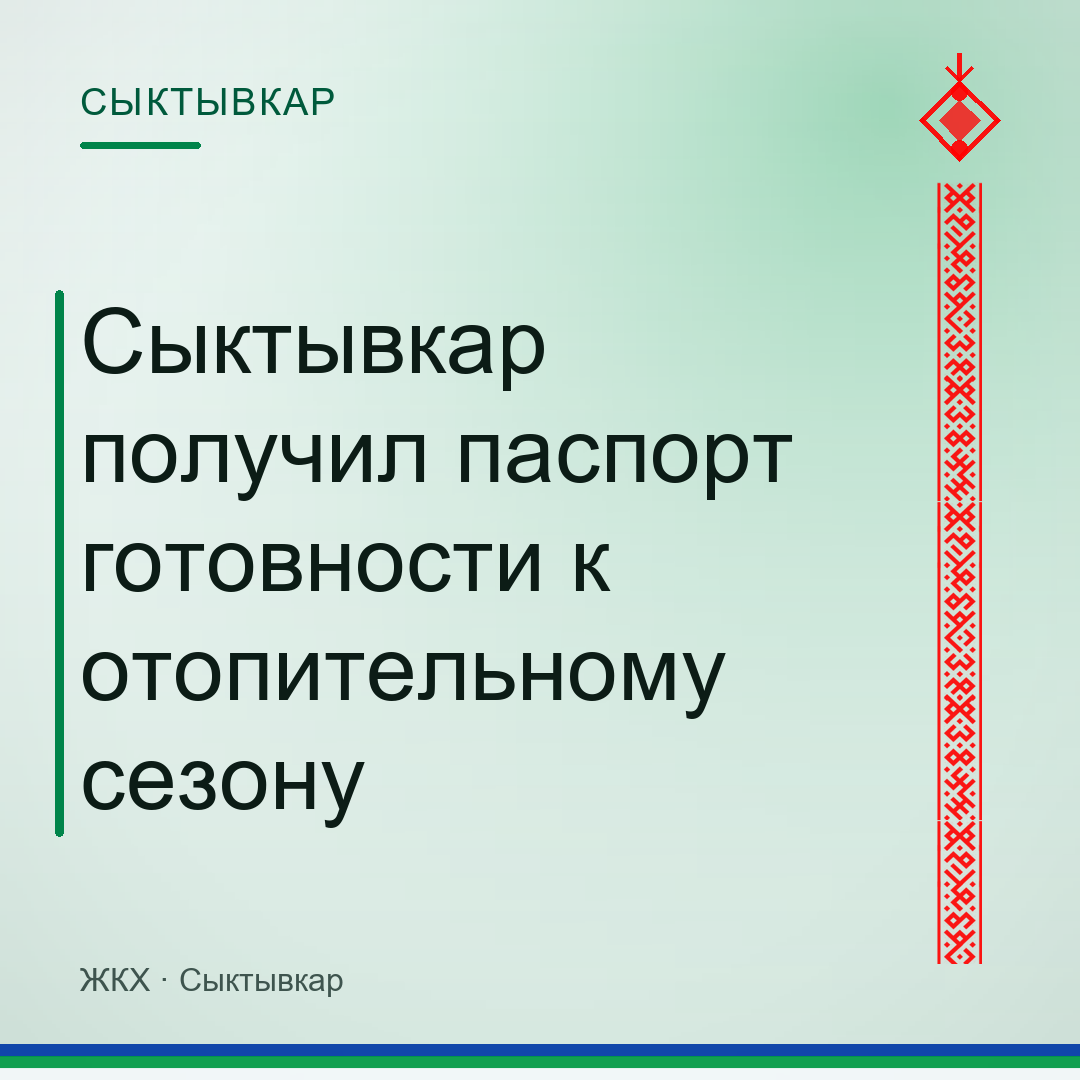 СЫКТЫВКАР
Сыктывкар
получил паспорт
готовности к
отопительному
сезону
ЖКХ · Сыктывкар